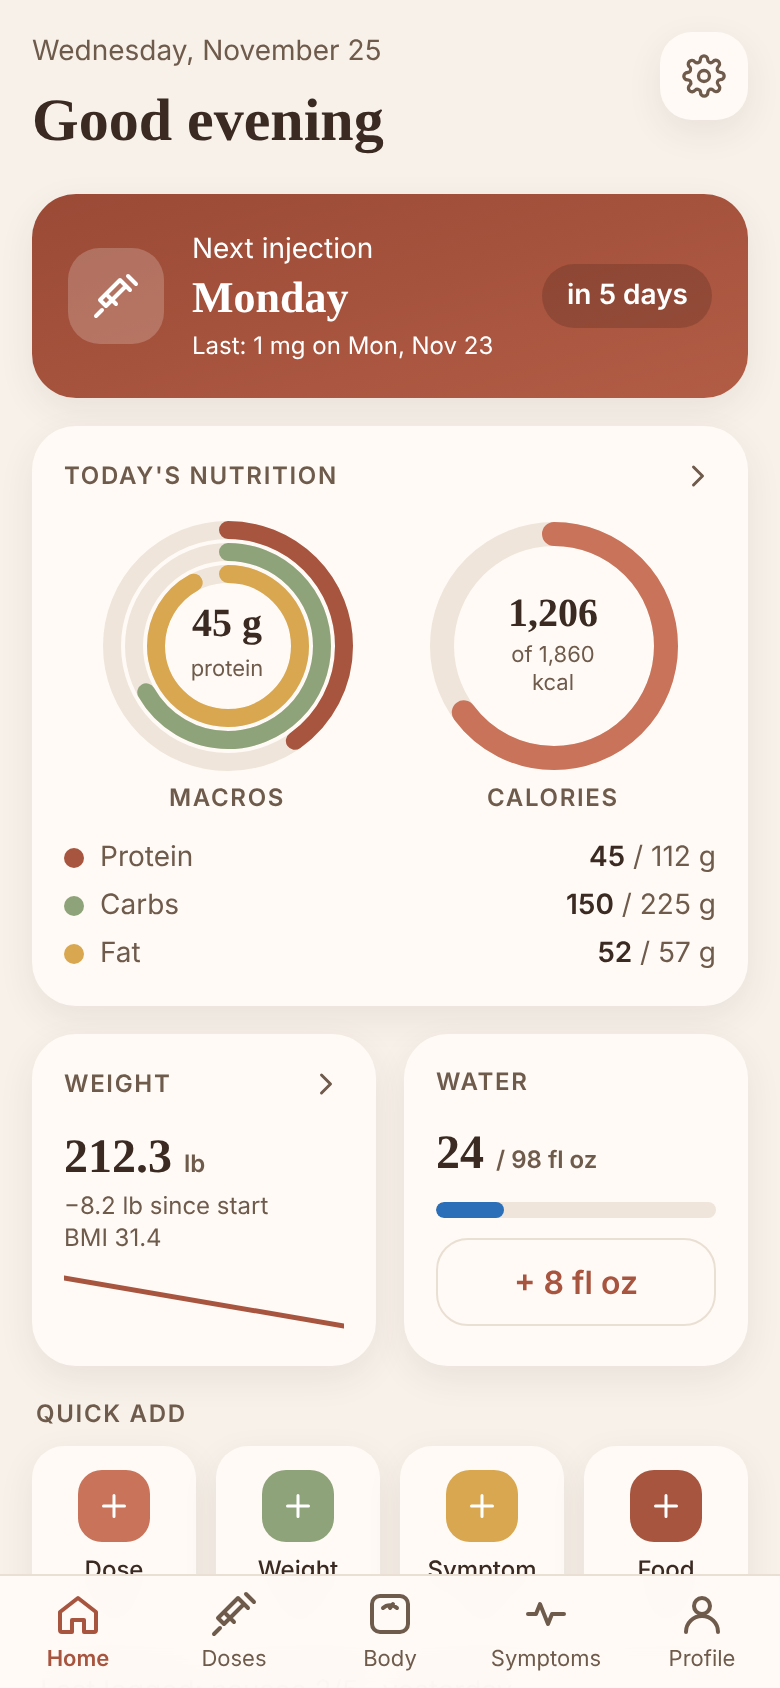 Wednesday, November 25
Good evening
Next injection
Monday
Last: 1 mg on Mon, Nov 23
in 5 days
TODAY'S NUTRITION
45 g
protein
1,206
of 1,860
kcal
MACROS
CALORIES
Protein 45 / 112 g
Carbs 150 / 225 g
Fat 52 / 57 g
WEIGHT
212.3 lb
−8.2 lb since start
BMI 31.4
WATER
24 / 98 fl oz
+ 8 fl oz
QUICK ADD
Dose Weight Symptom Food
Home Doses Body Symptoms Profile